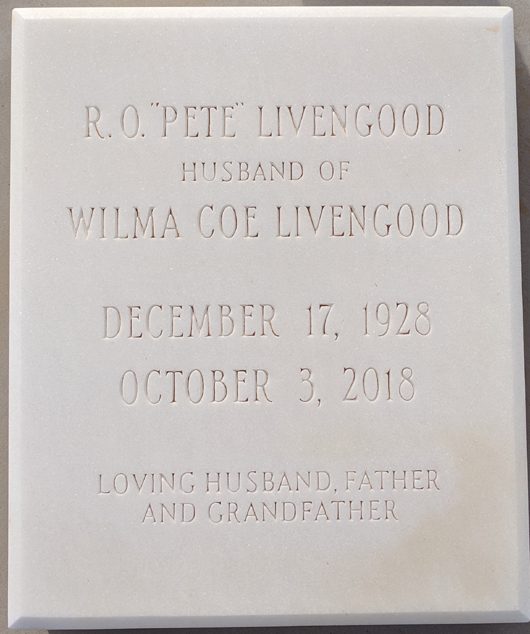 R. O. "PETE" LIVENGOOD
HUSBAND OF
WILMA COE LIVENGOOD
DECEMBER 17, 1928
OCTOBER 3, 2018
LOVING HUSBAND, FATHER
AND GRANDFATHER